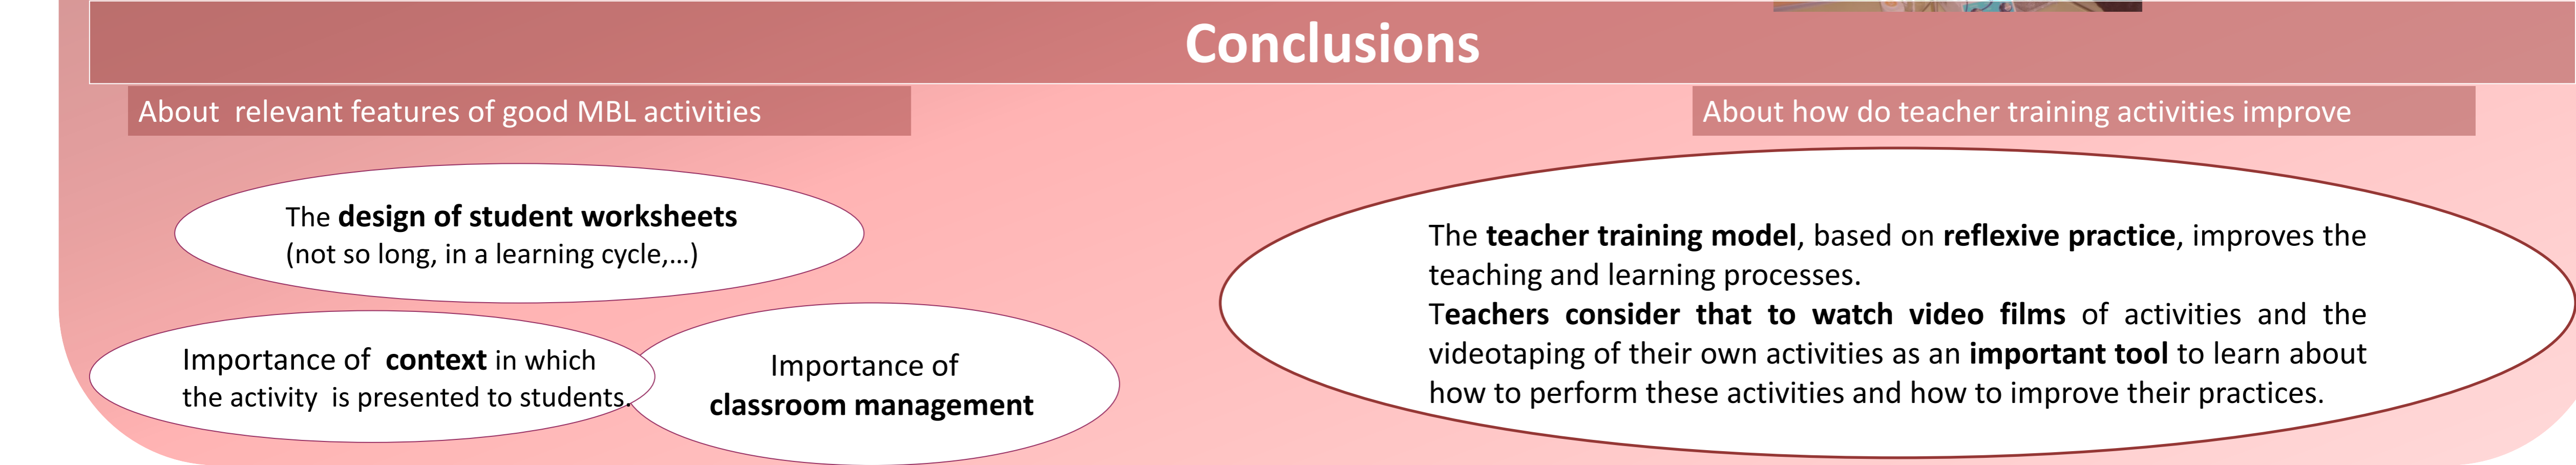 Conclusions
About relevant features of good MBL activities
The design of student worksheets
(not so long, in a learning cycle,...)
Importance of context in which
the activity is presented to students.
Importance of
classroom management
About how do teacher training activities improve
The teacher training model, based on reflexive practice, improves the
teaching and learning processes.
Teachers consider that to watch video films of activities and the
videotaping of their own activities as an important tool to learn about
how to perform these activities and how to improve their practices.